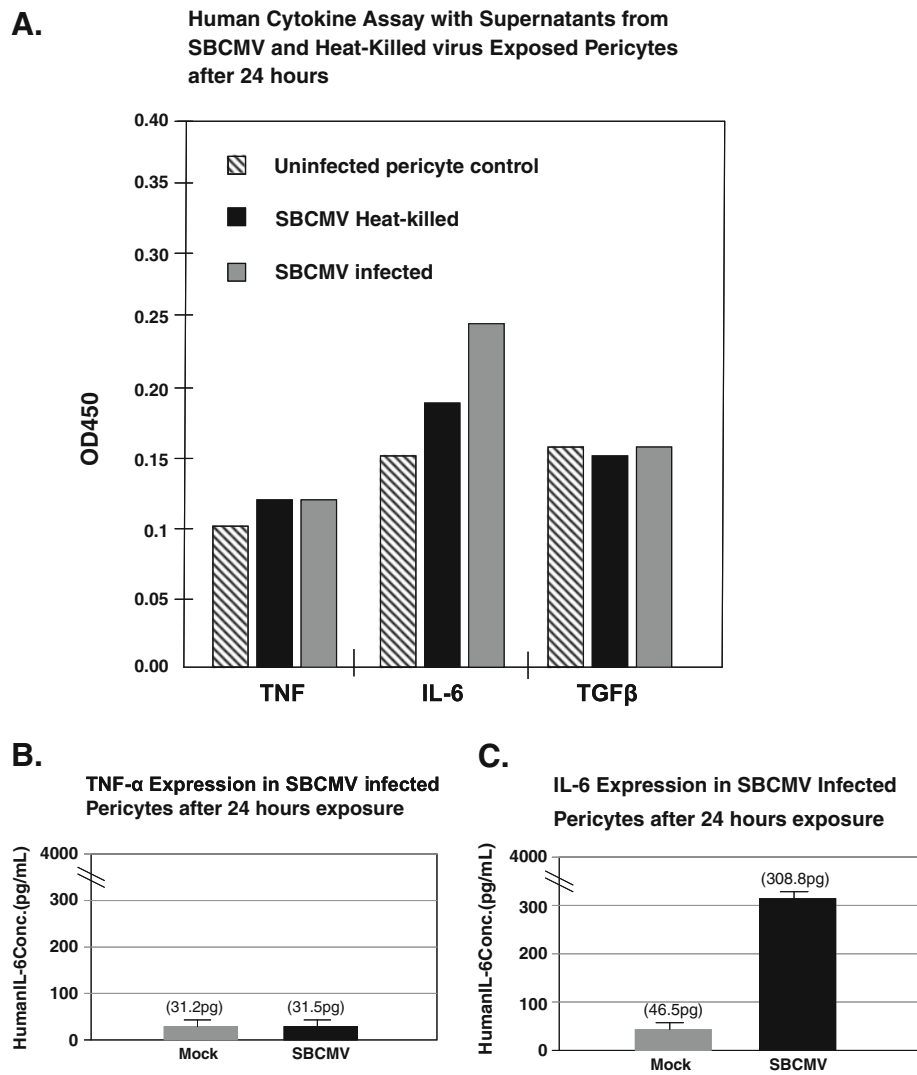 A.
Human Cytokine Assay with Supernatants from
SBCMV and Heat-Killed virus Exposed Pericytes
after 24 hours
0.40
0.35
0.30
0.25
0.20
0.15
0.1
0.05
0.00
OD450
Uninfected pericyte control
SBCMV Heat-killed
SBCMV infected
TNF
IL-6
TGFβ
B.
TNF-α Expression in SBCMV infected
Pericytes after 24 hours exposure
HumanIL-6Conc.(pg/mL)
4000
300
200
100
0
(31.2pg)
(31.5pg)
Mock
SBCMV
C.
IL-6 Expression in SBCMV Infected
Pericytes after 24 hours exposure
HumanIL-6Conc.(pg/mL)
4000
300
200
100
0
(46.5pg)
(308.8pg)
Mock
SBCMV